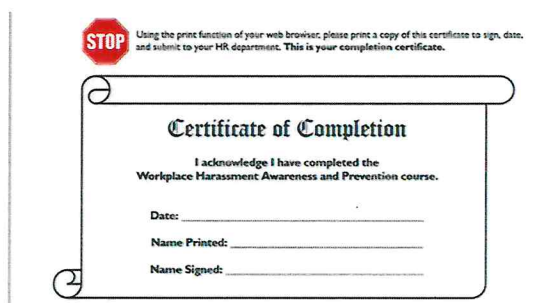 STOP
Using the print function of your web browser, please print a copy of this certificate to sign, date,
and submit to your HR department. This is your completion certificate.
Certificate of Completion
I acknowledge I have completed the
Workplace Harassment Awareness and Prevention course.
Date:
Name Printed:
Name Signed: